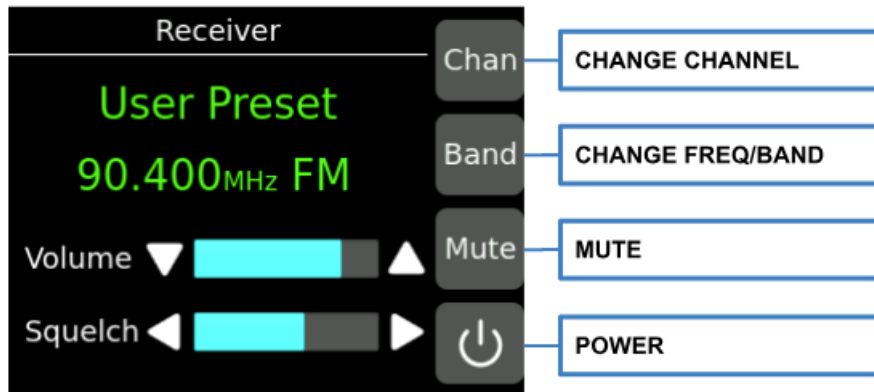 Receiver
User Preset
90.400MHz FM
Volume
Squelch
Chan
Band
Mute
CHANGE CHANNEL
CHANGE FREQ/BAND
MUTE
POWER